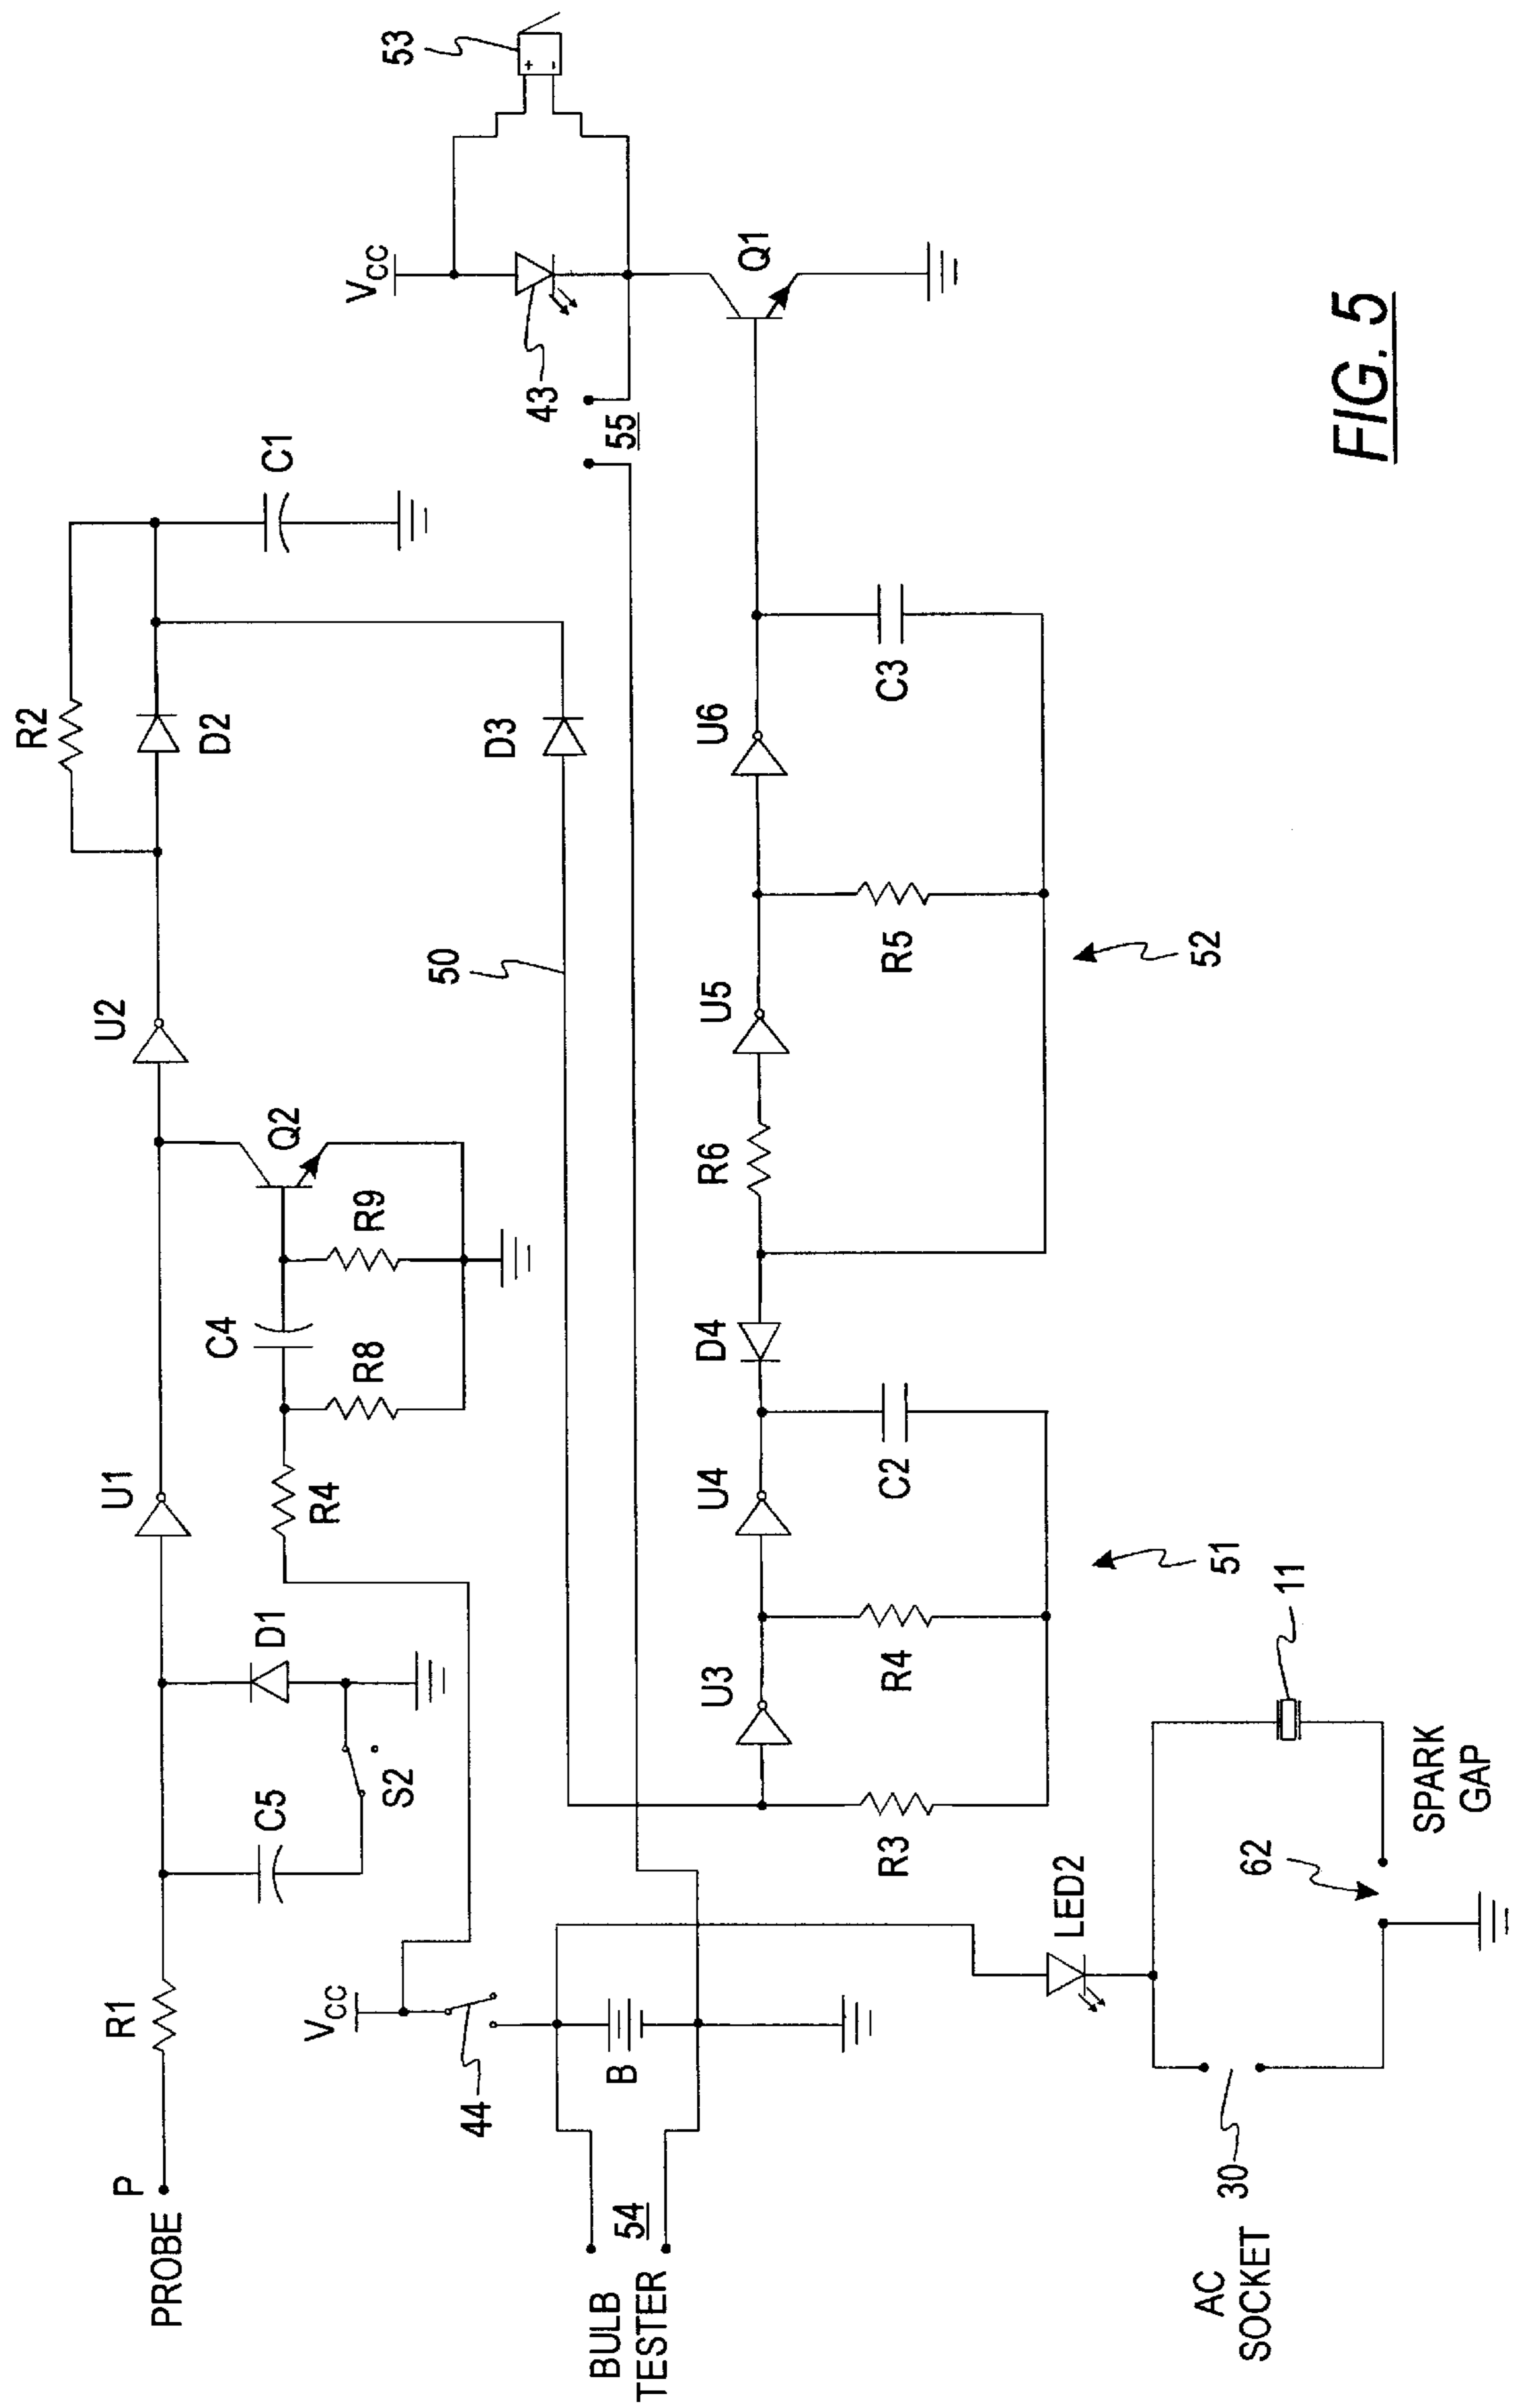 PROBE
P
R1
C5
S2
D1
U1
R4
C4
R8
R9
Q2
U2
R2
D2
C1
VCC
44
B
BULB
TESTER
54
50
D3
VCC
43
55
53
Q1
R3
U3
R4
U4
C2
51
D4
R6
U5
R5
U6
C3
52
AC
SOCKET
30
LED2
62
SPARK
GAP
11
FIG. 5
+
-